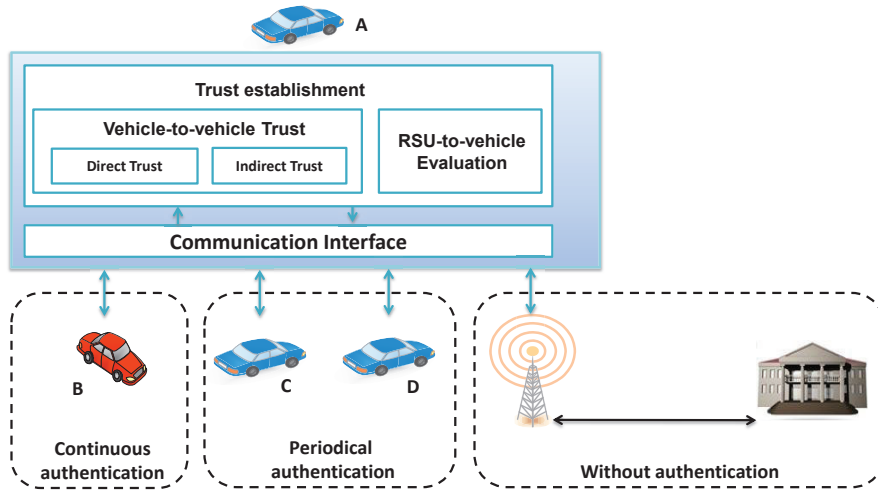 A
Trust establishment
Vehicle-to-vehicle Trust
Direct Trust
Indirect Trust
RSU-to-vehicle
Evaluation
Communication Interface
B
C
D
Continuous
authentication
Periodical
authentication
Without authentication